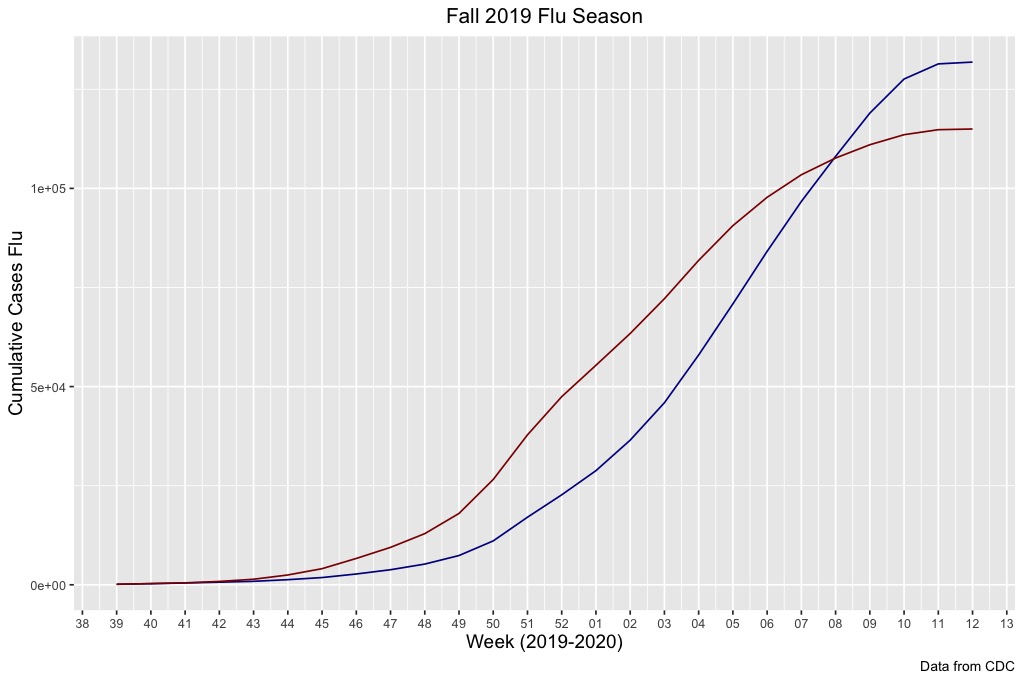 Fall 2019 Flu Season
Cumulative Cases Flu
1e+05
5e+04
0e+00
38 39 40 41 42 43 44 45 46 47 48 49 50 51 52 01 02 03 04 05 06 07 08 09 10 11 12 13
Week (2019-2020)
Data from CDC